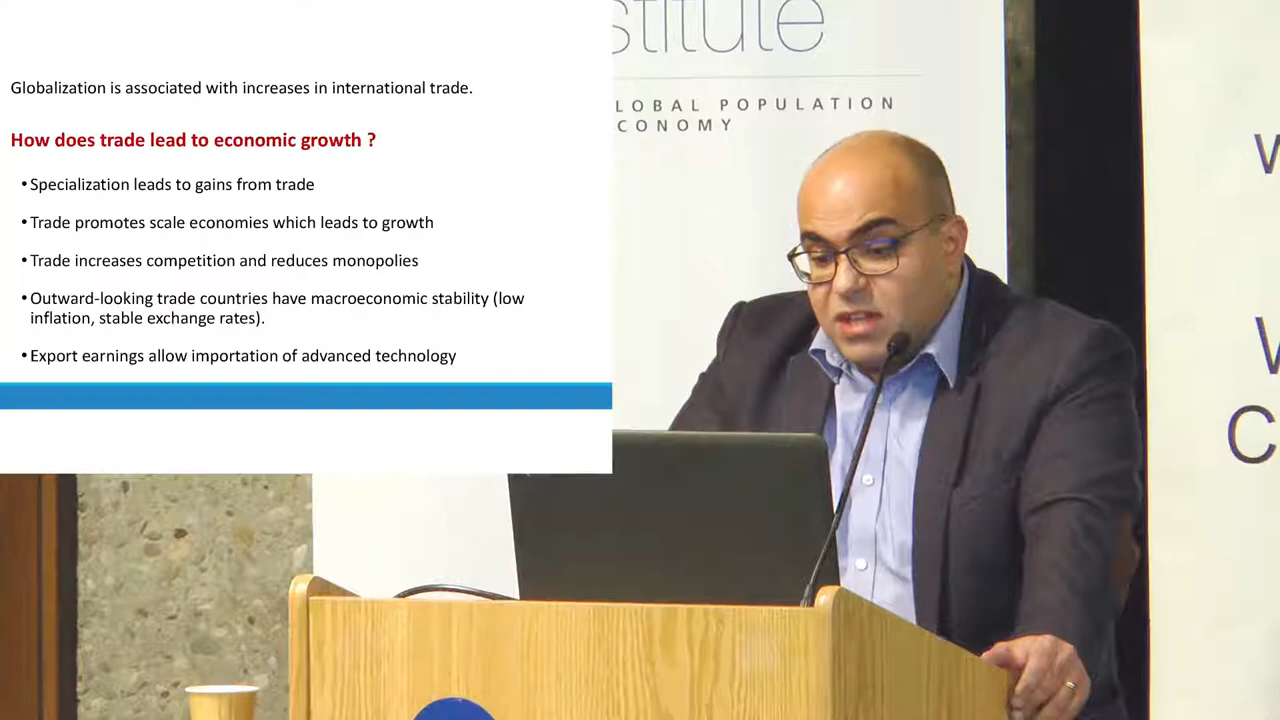 Globalization is associated with increases in international trade.
How does trade lead to economic growth ?
• Specialization leads to gains from trade
• Trade promotes scale economies which leads to growth
• Trade increases competition and reduces monopolies
• Outward-looking trade countries have macroeconomic stability (low
inflation, stable exchange rates).
• Export earnings allow importation of advanced technology
stitute
LOBAL POPULATION
CONOMY
W
W
C